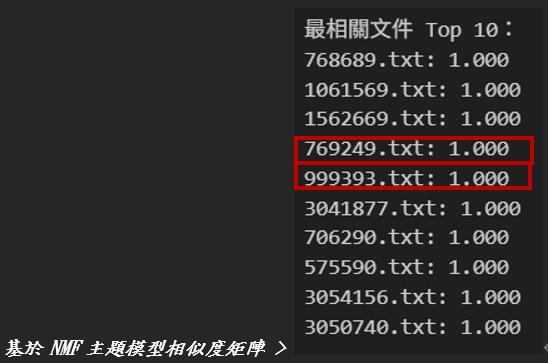 最相關文件 Top 10：
768689.txt: 1.000
1061569.txt: 1.000
1562669.txt: 1.000
769249.txt: 1.000
999393.txt: 1.000
3041877.txt: 1.000
706290.txt: 1.000
575590.txt: 1.000
3054156.txt: 1.000
3050740.txt: 1.000
基於 NMF 主題模型相似度矩陣 >